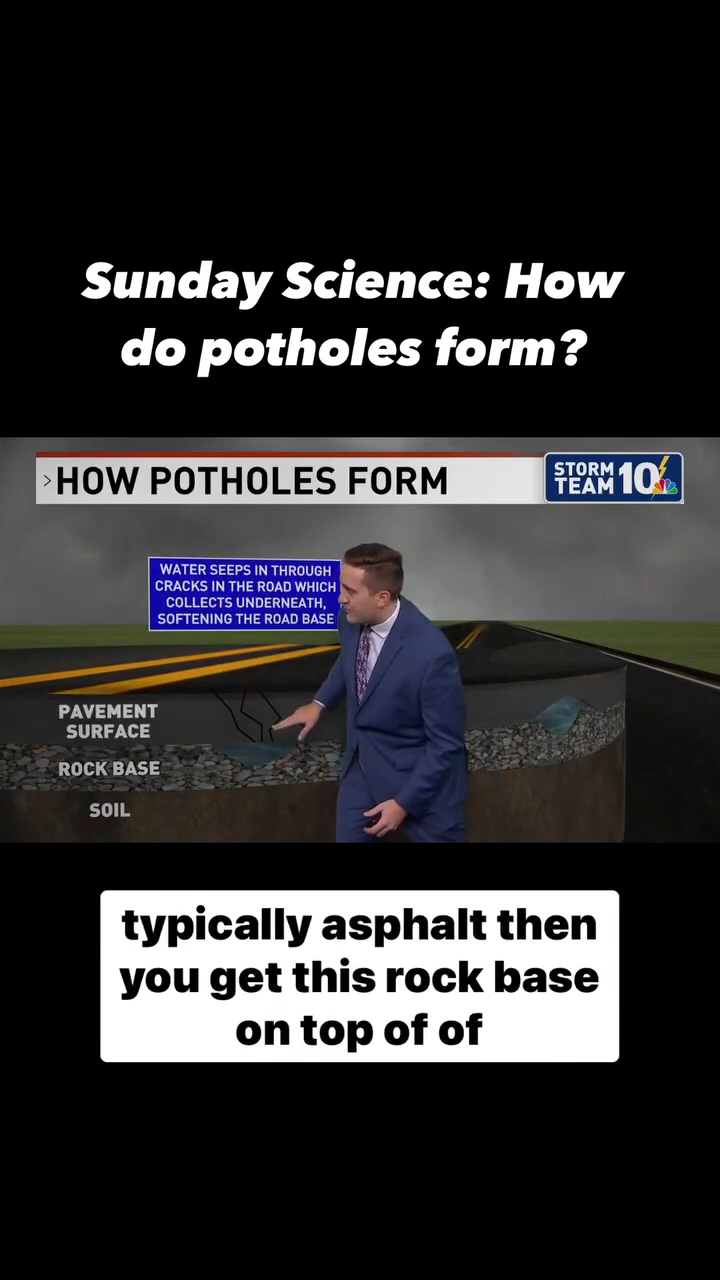 Sunday Science: How
do potholes form?
>HOW POTHOLES FORM
STORM
TEAM 10
WATER SEEPS IN THROUGH
CRACKS IN THE ROAD WHICH
COLLECTS UNDERNEATH,
SOFTENING THE ROAD BASE
PAVEMENT
SURFACE
ROCK BASE
SOIL
typically asphalt then
you get this rock base
on top of of